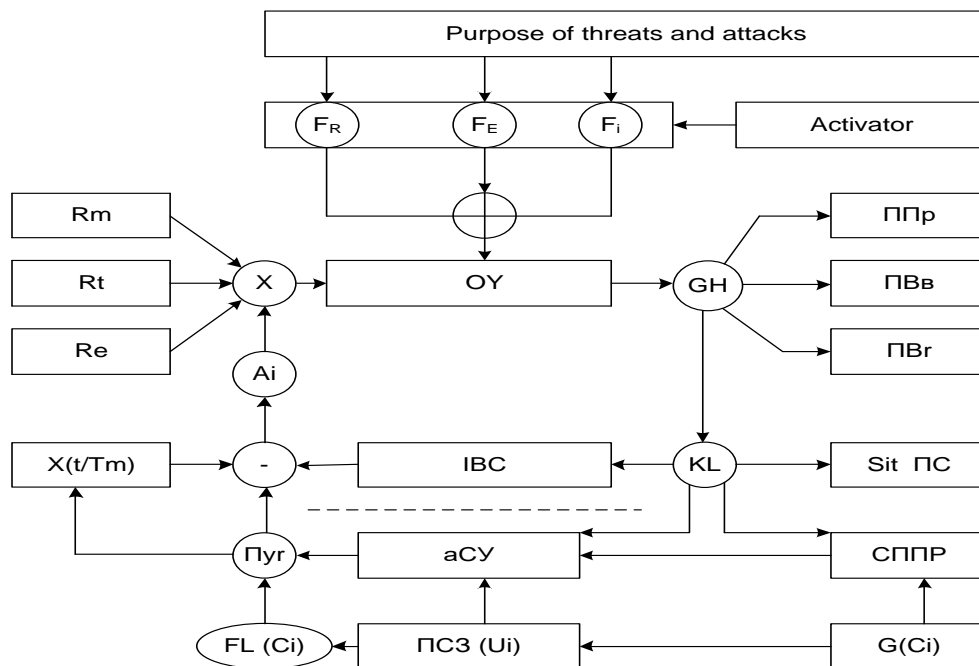 Purpose of threats and attacks
FR FE Fi Activator
Rm ППр
Rt X OY GH ПВв
Re ПВг
Ai
X(t/Tm) - IBC KL Sit ПС
Пуг аСУ СППР
FL (Ci) ПСЗ (Ui) G(Ci)